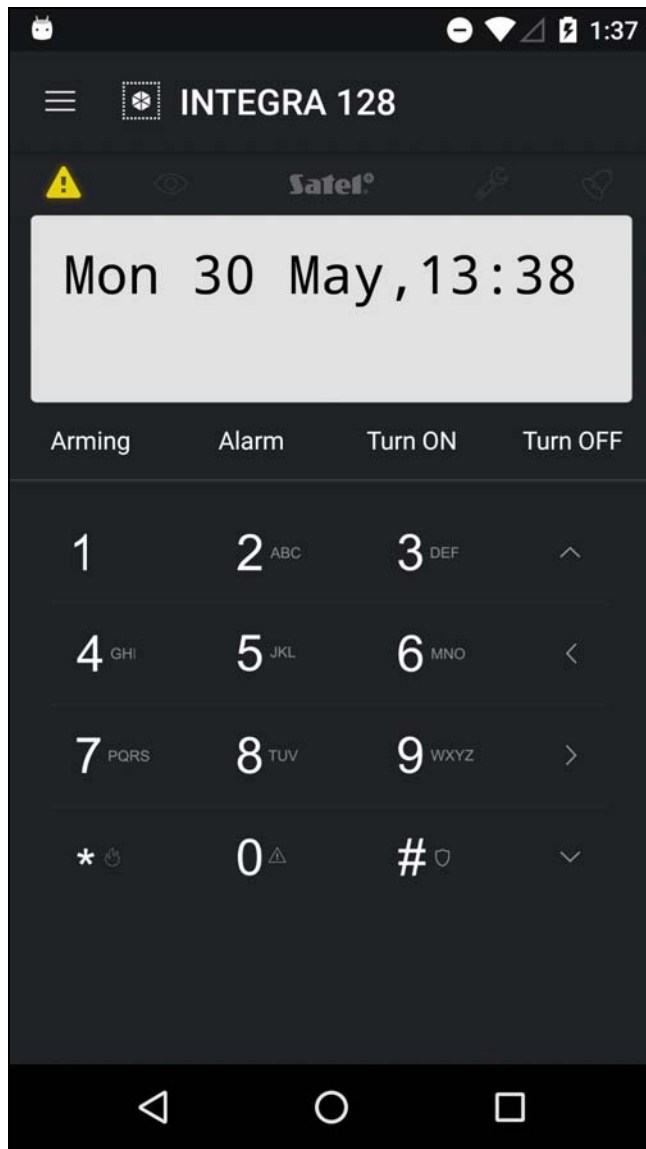 1:37
INTEGRA 128
Satel®
Mon 30 May,13:38
Arming Alarm Turn ON Turn OFF
1 2 ABC 3 DEF
4 GHI 5 JKL 6 MNO
7 PQRS 8 TUV 9 WXYZ
* 0 #